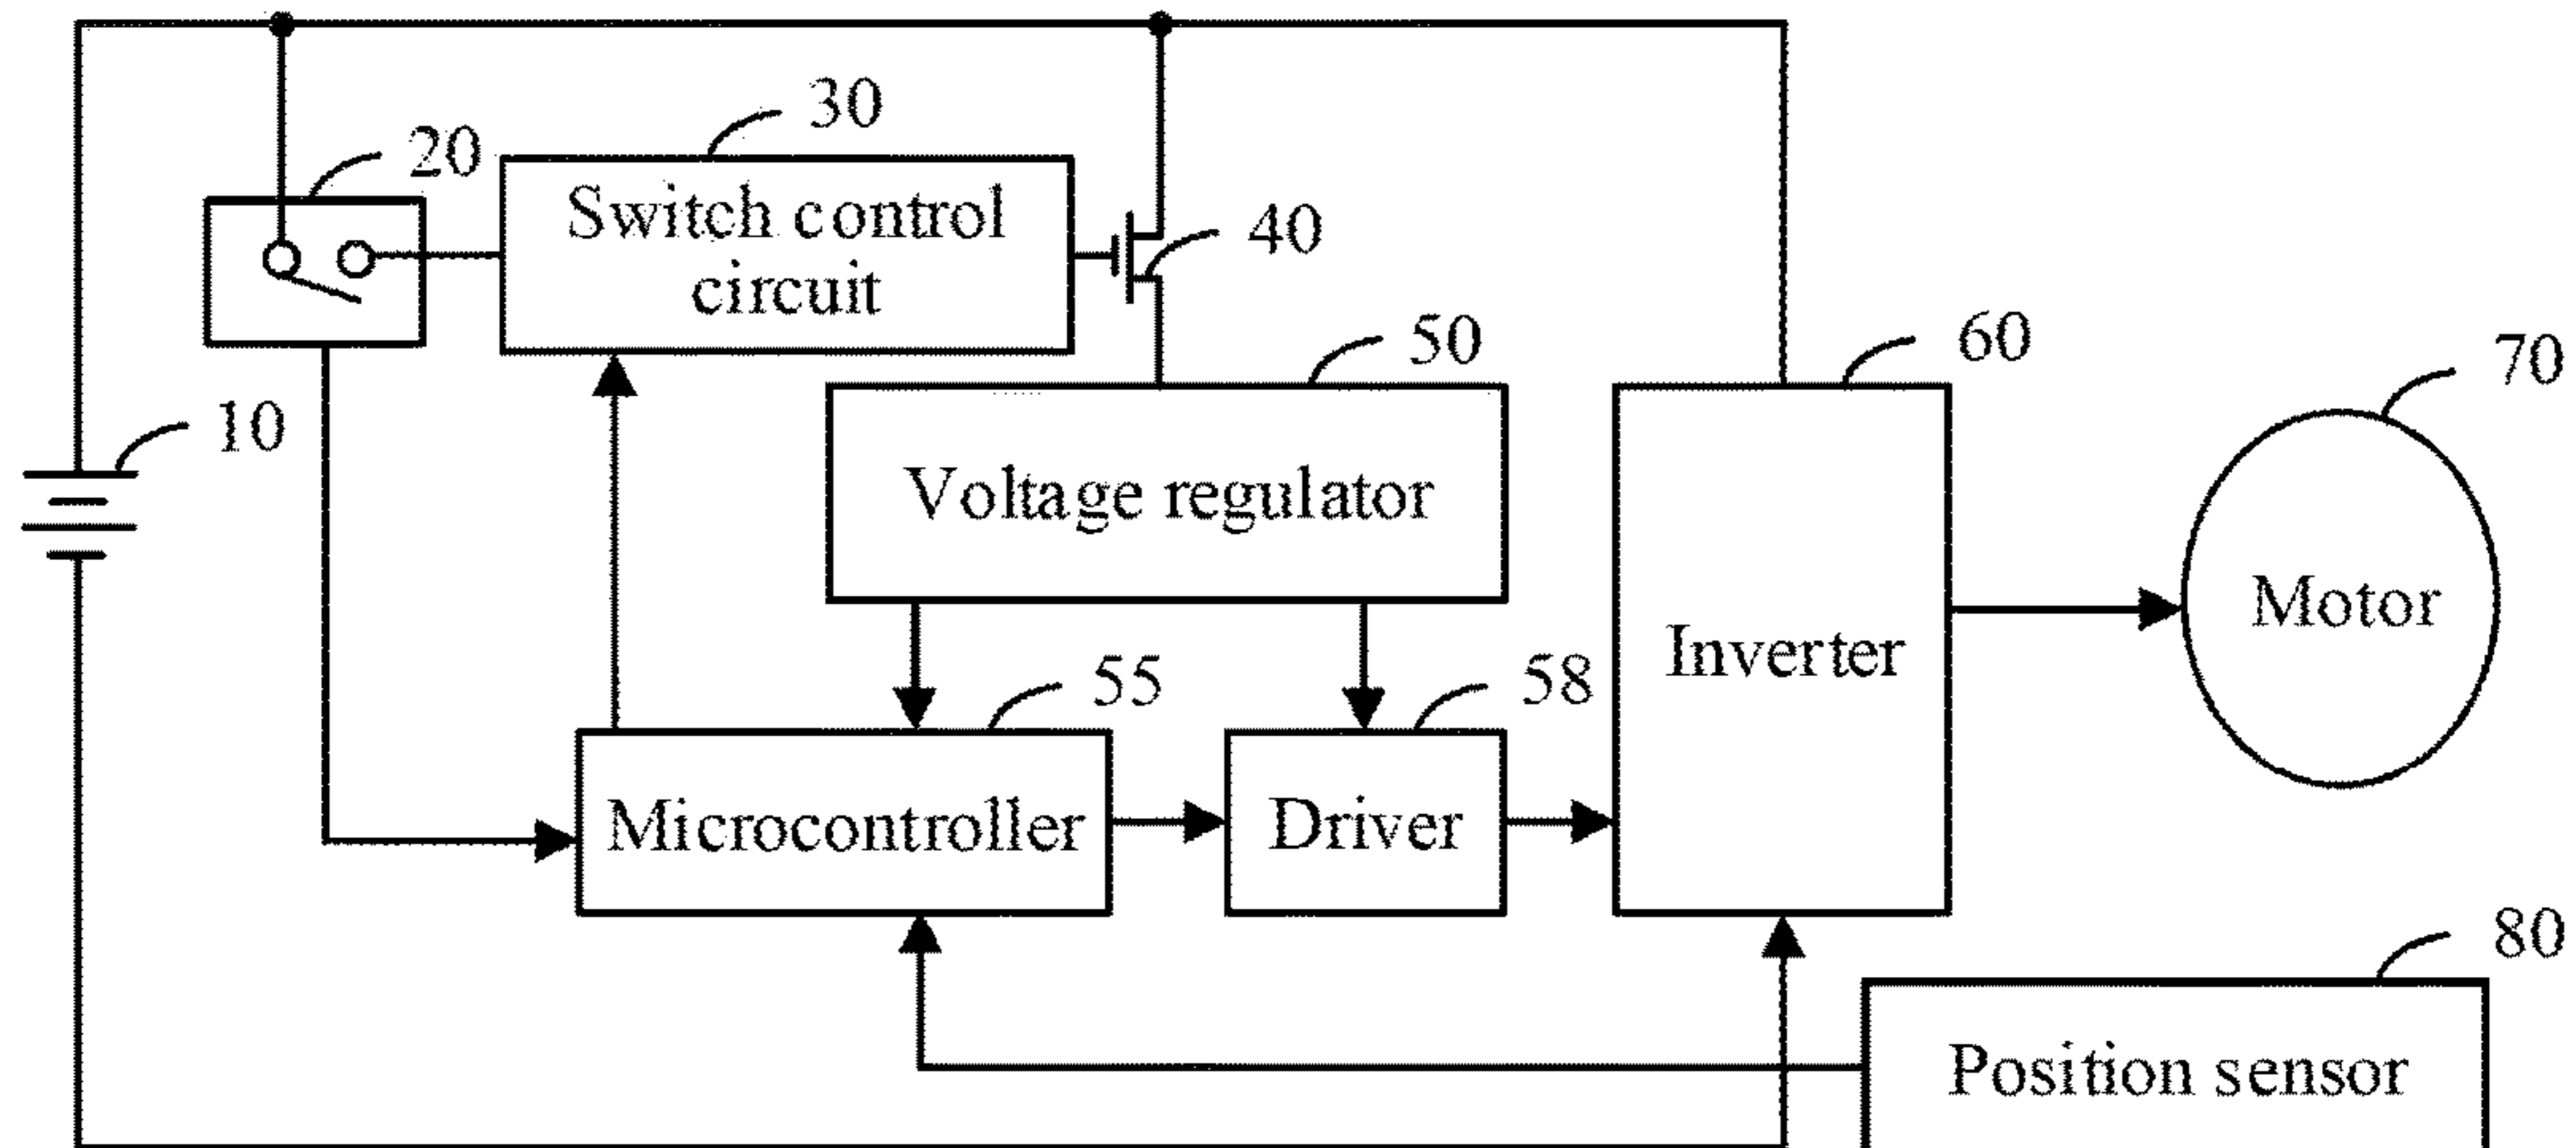 30
20
Switch control
circuit
40
50
60
70
10
Voltage regulator
Motor
Inverter
55
58
Microcontroller
Driver
80
Position sensor